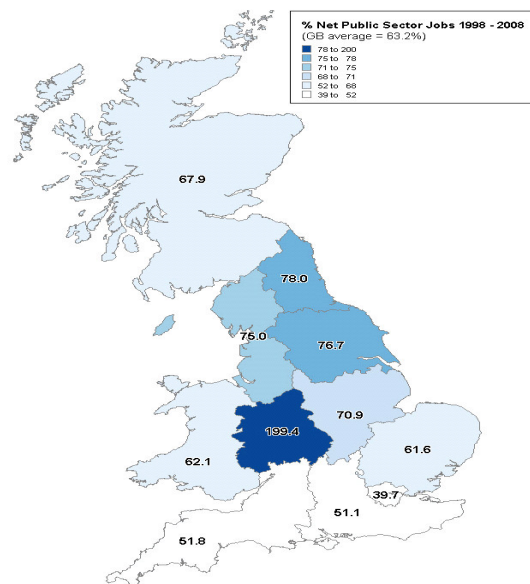 % Net Public Sector Jobs 1998 - 2008
(GB average = 63.2%)
78 to 200
75 to 78
71 to 75
68 to 71
52 to 68
39 to 52
67.9
78.0
75.0
76.7
70.9
199.4
61.6
62.1
39.7
51.1
51.8